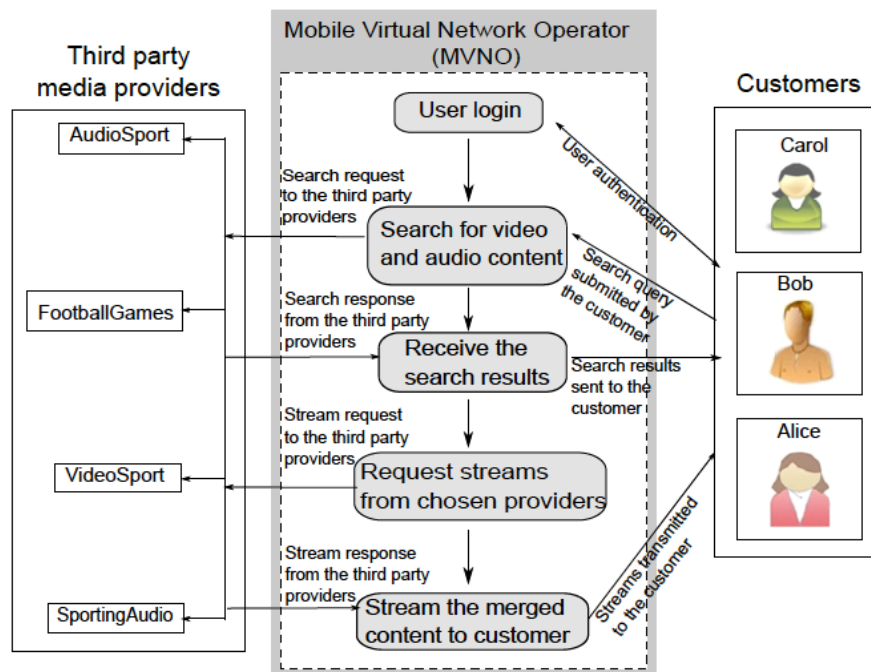 Mobile Virtual Network Operator
(MVNO)
Third party
media providers
Customers
AudioSport
FootballGames
VideoSport
SportingAudio
User login
Search for video
and audio content
Receive the
search results
Request streams
from chosen providers
Stream the merged
content to customer
Search request
to the third party
providers
Search response
from the third party
providers
Stream request
to the third party
providers
Stream response
from the third party
providers
User authentication
Search query
submitted by
the customer
Search results
sent to the
customer
Streams transmitted
to the customer
Carol
Bob
Alice